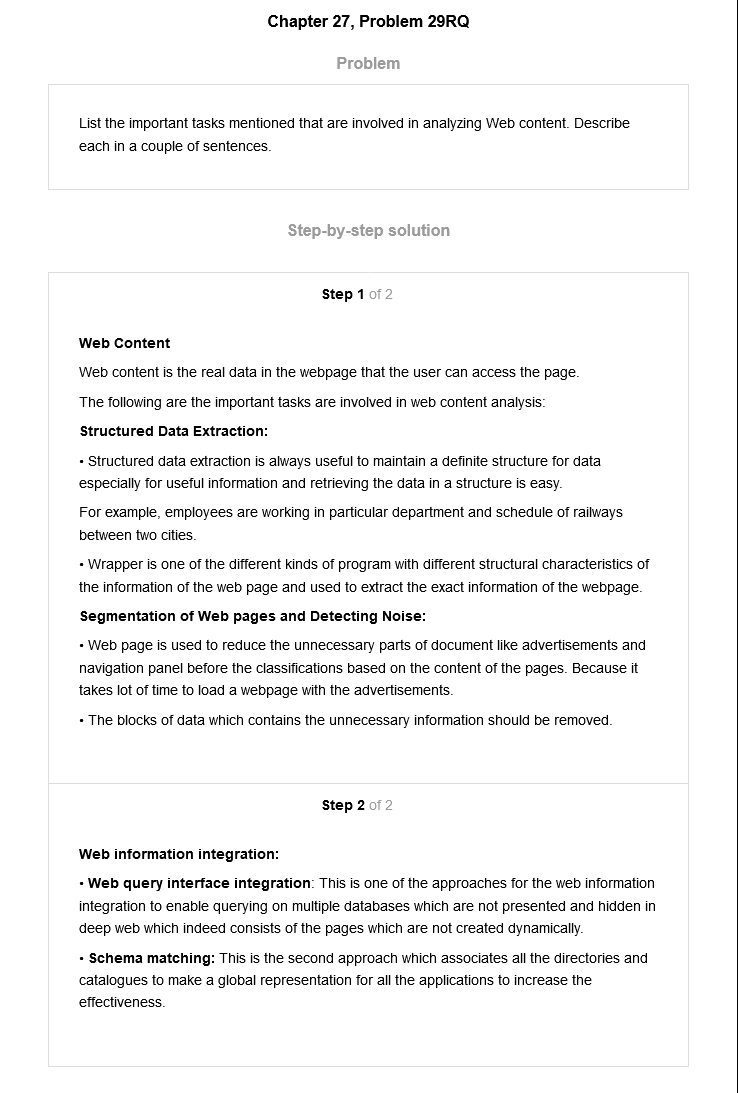 Chapter 27, Problem 29RQ
Problem
List the important tasks mentioned that are involved in analyzing Web content. Describe
each in a couple of sentences.
Step-by-step solution
Step 1 of 2
Web Content
Web content is the real data in the webpage that the user can access the page.
The following are the important tasks are involved in web content analysis:
Structured Data Extraction:
• Structured data extraction is always useful to maintain a definite structure for data
especially for useful information and retrieving the data in a structure is easy.
For example, employees are working in particular department and schedule of railways
between two cities.
• Wrapper is one of the different kinds of program with different structural characteristics of
the information of the web page and used to extract the exact information of the webpage.
Segmentation of Web pages and Detecting Noise:
• Web page is used to reduce the unnecessary parts of document like advertisements and
navigation panel before the classifications based on the content of the pages. Because it
takes lot of time to load a webpage with the advertisements.
• The blocks of data which contains the unnecessary information should be removed.
Step 2 of 2
Web information integration:
• Web query interface integration: This is one of the approaches for the web information
integration to enable querying on multiple databases which are not presented and hidden in
deep web which indeed consists of the pages which are not created dynamically.
• Schema matching: This is the second approach which associates all the directories and
catalogues to make a global representation for all the applications to increase the
effectiveness.